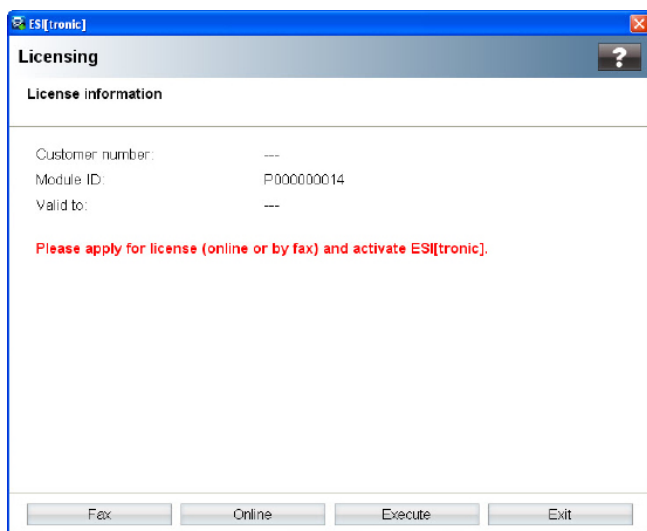 ESI[tronic]
Licensing
?
License information
Customer number: ---
Module ID: P000000014
Valid to: ---
Please apply for license (online or by fax) and activate ESI[tronic].
Fax Online Execute Exit